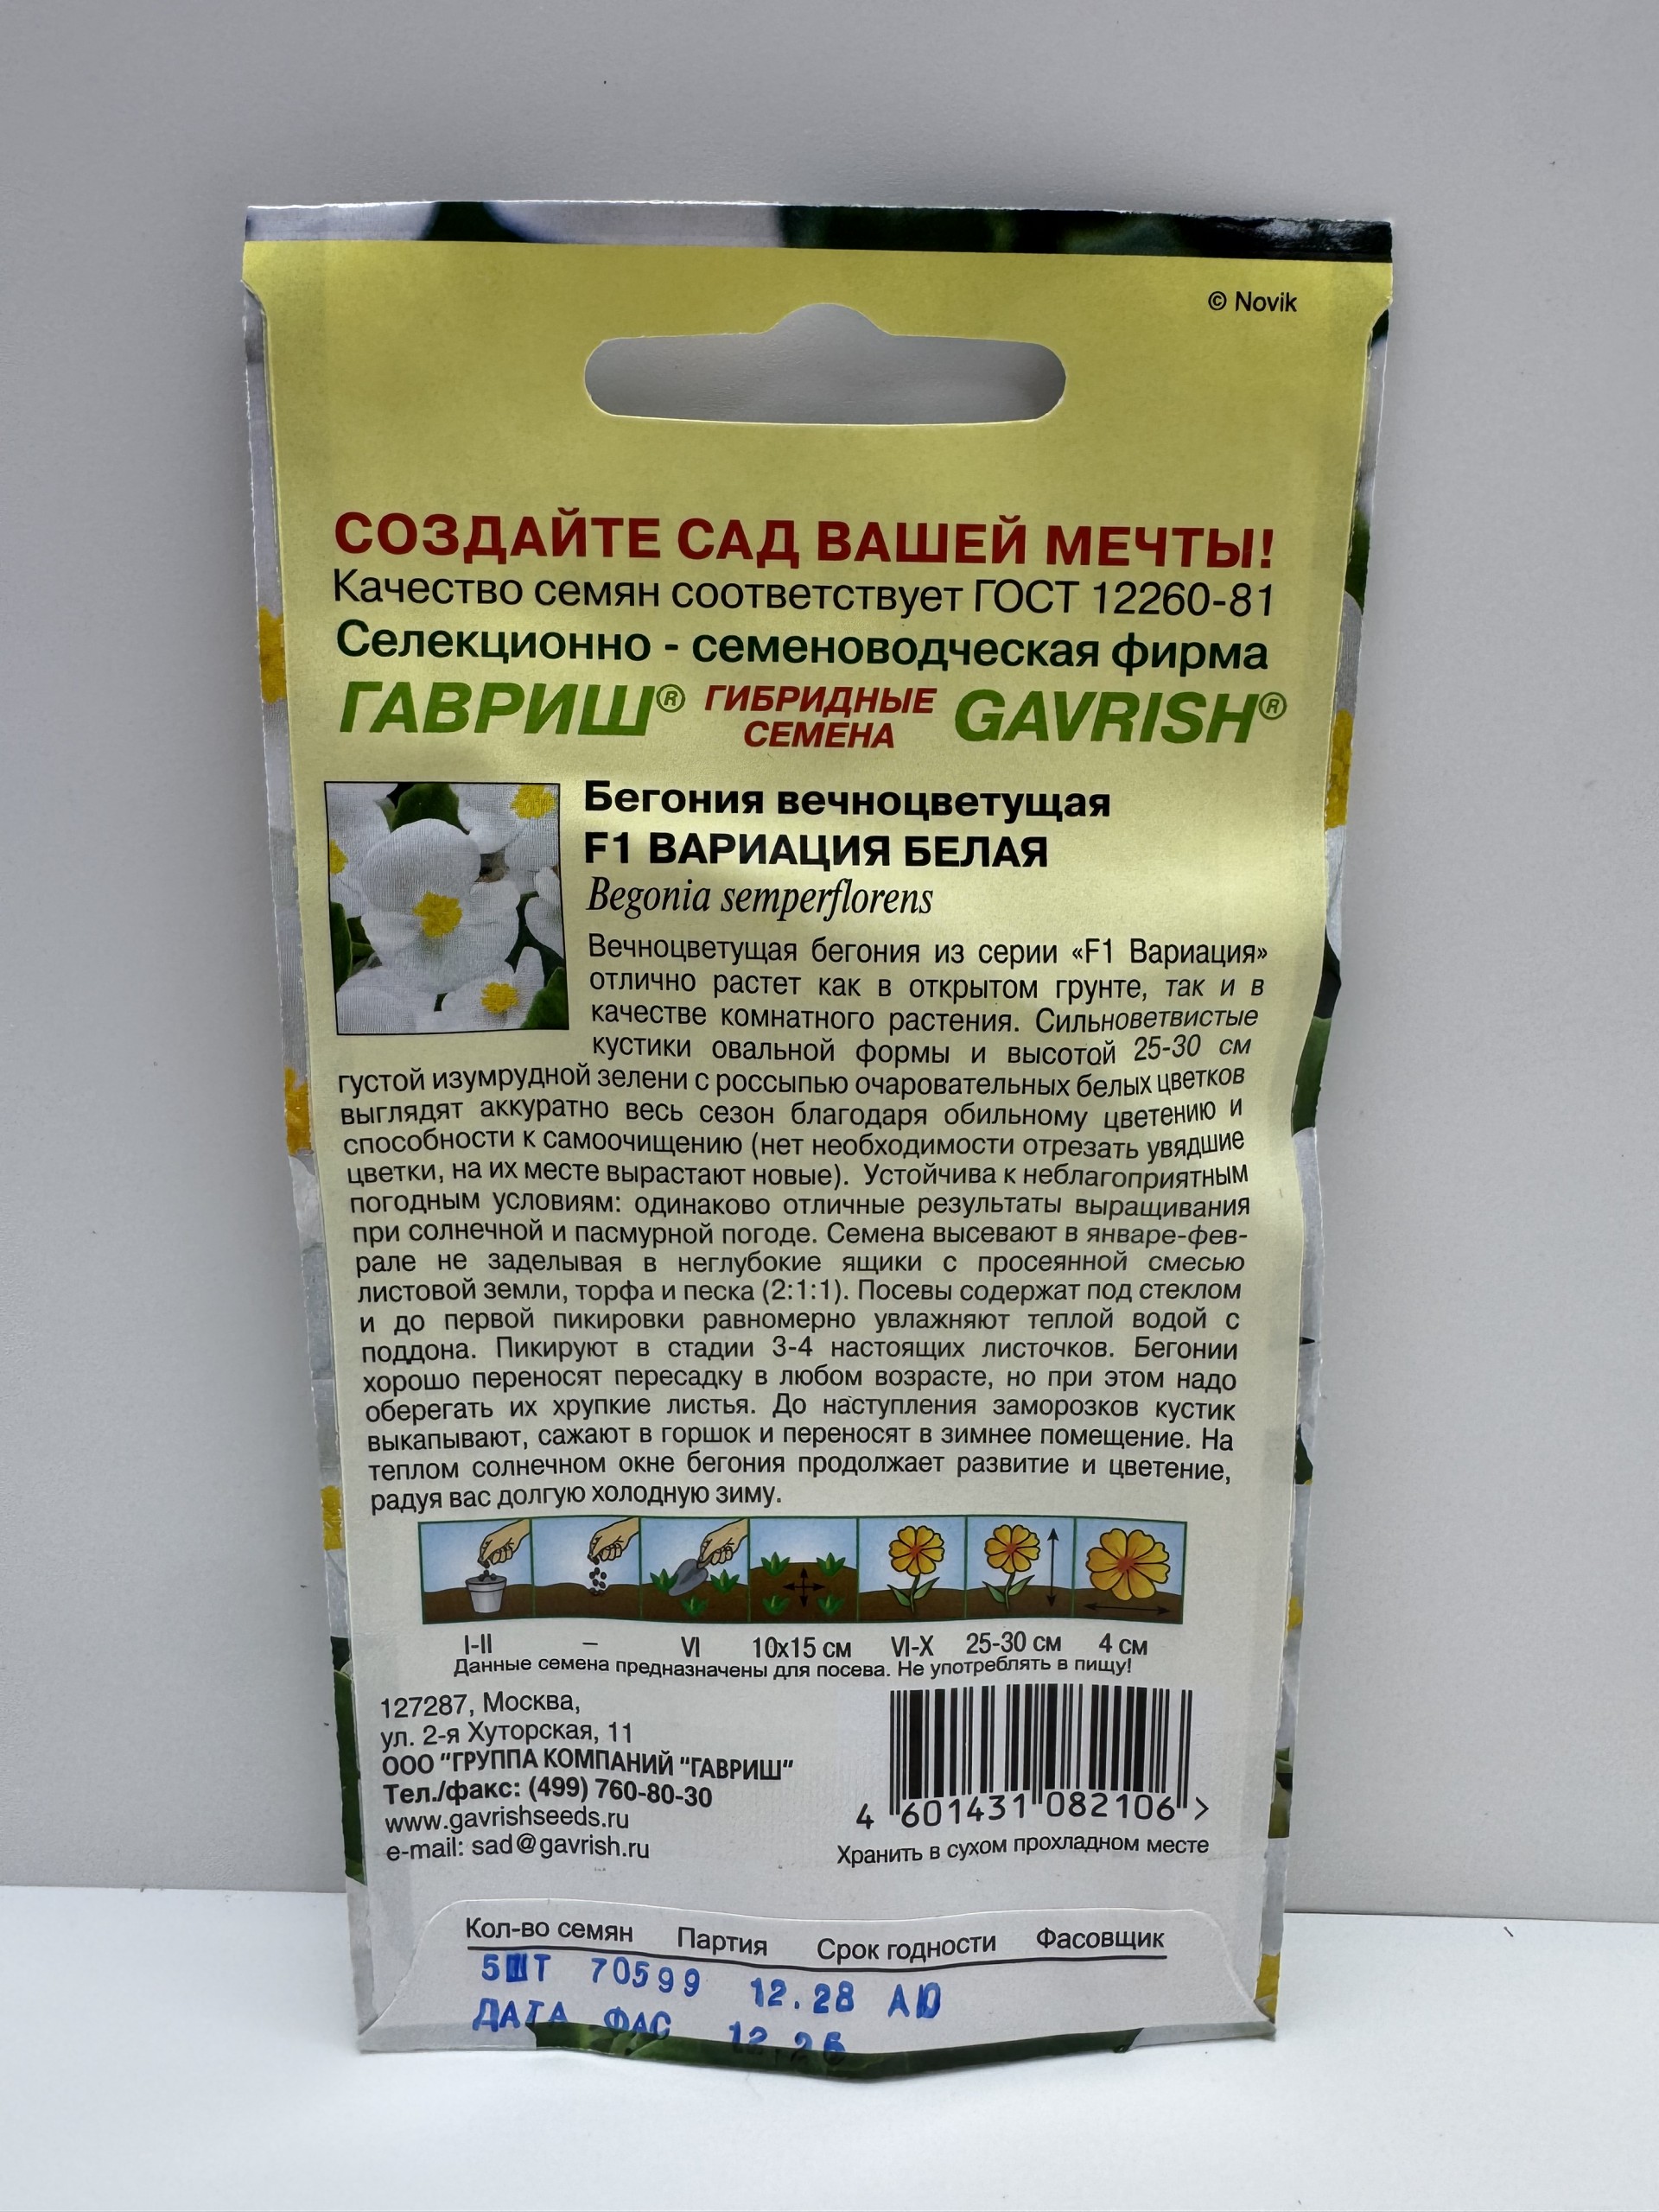 © Novik
СОЗДАЙТЕ САД ВАШЕЙ МЕЧТЫ!
Качество семян соответствует ГОСТ 12260-81
Селекционно - семеноводческая фирма
ГАВРИШ® ГИБРИДНЫЕ СЕМЕНА GAVRISH®
Бегония вечноцветущая
F1 ВАРИАЦИЯ БЕЛАЯ
Begonia semperflorens
Вечноцветущая бегония из серии «F1 Вариация»
отлично растет как в открытом грунте, так и в
качестве комнатного растения. Сильноветвистые
кустики овальной формы и высотой 25-30 см
густой изумрудной зелени с россыпью очаровательных белых цветков
выглядят аккуратно весь сезон благодаря обильному цветению и
способности к самоочищению (нет необходимости отрезать увядшие
цветки, на их месте вырастают новые). Устойчива к неблагоприятным
погодным условиям: одинаково отличные результаты выращивания
при солнечной и пасмурной погоде. Семена высевают в январе-фев-
рале не заделывая в неглубокие ящики с просеянной смесью
листовой земли, торфа и песка (2:1:1). Посевы содержат под стеклом
и до первой пикировки равномерно увлажняют теплой водой с
поддона. Пикируют в стадии 3-4 настоящих листочков. Бегонии
хорошо переносят пересадку в любом возрасте, но при этом надо
оберегать их хрупкие листья. До наступления заморозков кустик
выкапывают, сажают в горшок и переносят в зимнее помещение. На
теплом солнечном окне бегония продолжает развитие и цветение,
радуя вас долгую холодную зиму.
I-II – VI 10x15 см VI-X 25-30 см 4 см
Данные семена предназначены для посева. Не употреблять в пищу!
127287, Москва,
ул. 2-я Хуторская, 11
ООО "ГРУППА КОМПАНИЙ "ГАВРИШ"
Тел./факс: (499) 760-80-30
www.gavrishseeds.ru
e-mail: sad@gavrish.ru
4 601431 082106 >
Хранить в сухом прохладном месте
Кол-во семян Партия Срок годности Фасовщик
5ШТ 70599 12.28 АЮ
ДАТА ФАС 12.26